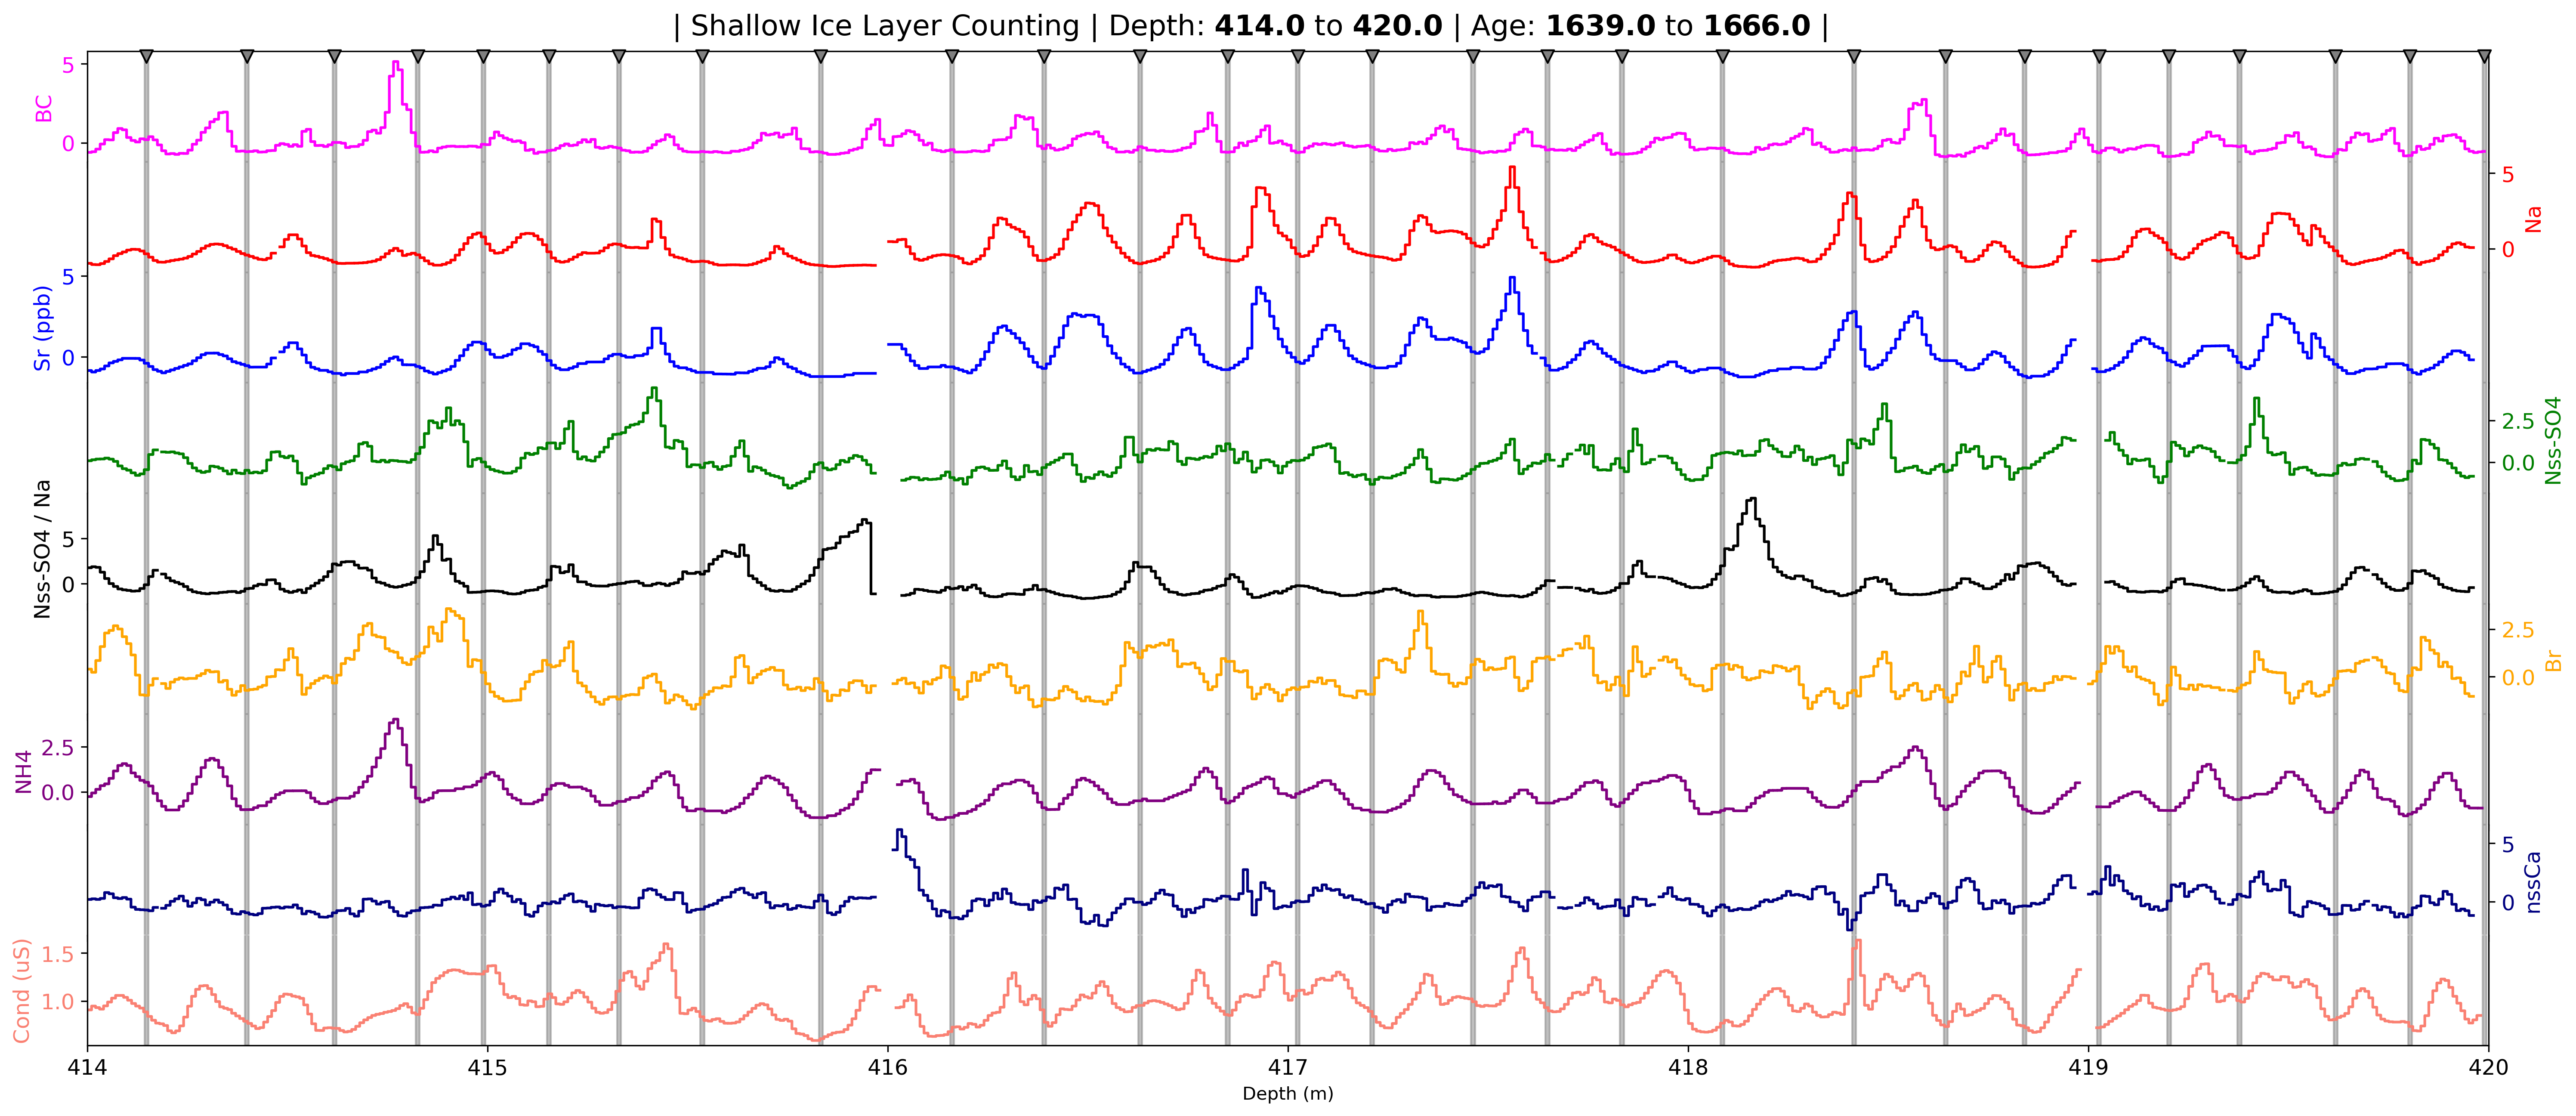 | Shallow Ice Layer Counting | Depth: 414.0 to 420.0 | Age: 1639.0 to 1666.0 |
BC
5
0
Na
5
0
Sr (ppb)
5
0
Nss-SO4
2.5
0.0
Nss-SO4 / Na
5
0
Br
2.5
0.0
NH4
2.5
0.0
nssCa
5
0
Cond (uS)
1.5
1.0
414 415 416 417 418 419 420
Depth (m)